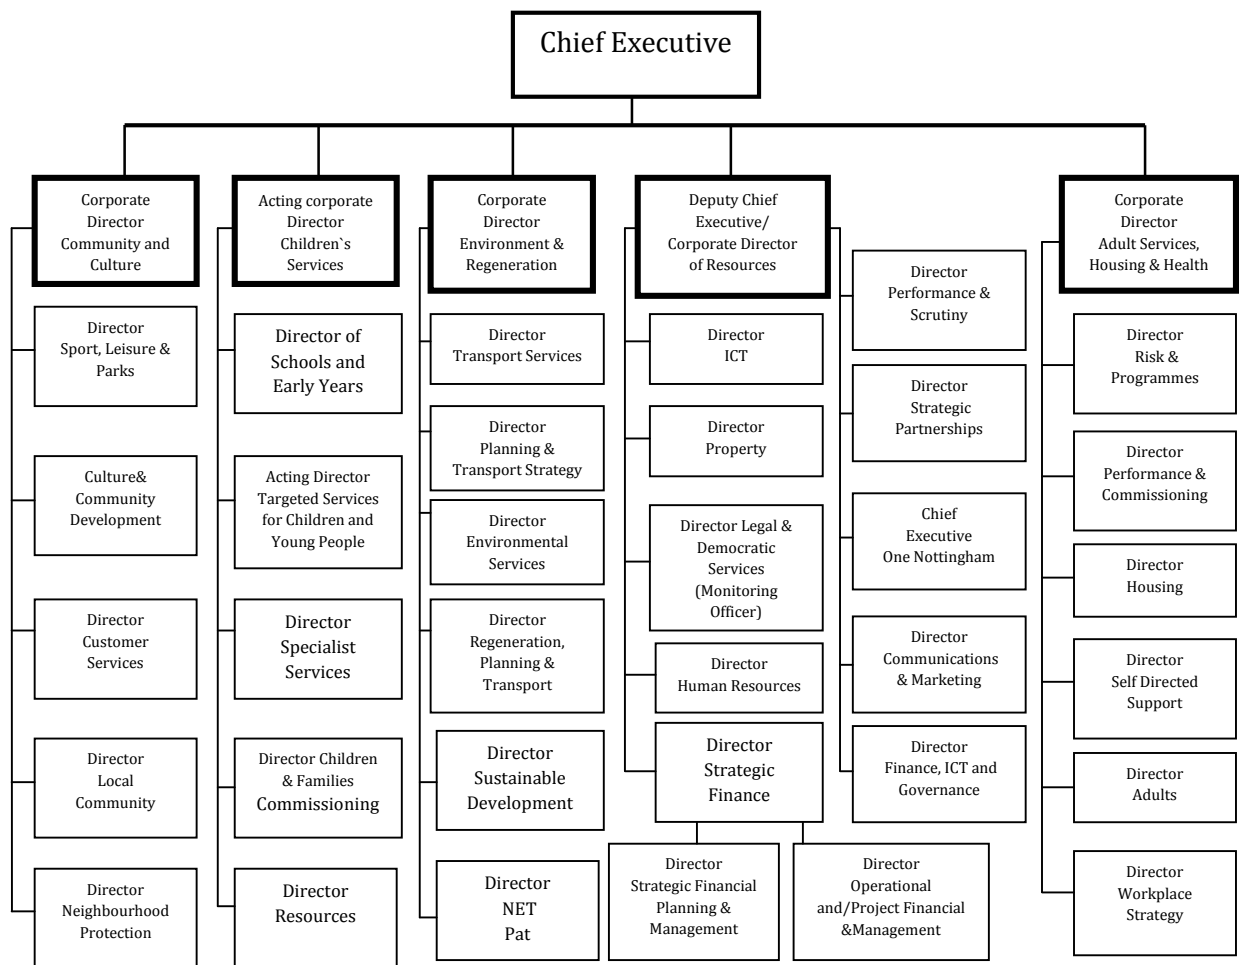 Chief Executive
Corporate
Director
Community and
Culture
Acting corporate
Director
Children`s
Services
Corporate
Director
Environment &
Regeneration
Deputy Chief
Executive/
Corporate Director
of Resources
Corporate
Director
Adult Services,
Housing & Health
Director
Sport, Leisure &
Parks
Culture&
Community
Development
Director
Customer
Services
Director
Local
Community
Director
Neighbourhood
Protection
Director of
Schools and
Early Years
Acting Director
Targeted Services
for Children and
Young People
Director
Specialist
Services
Director Children
& Families
Commissioning
Director
Resources
Director
Transport Services
Director
Planning &
Transport Strategy
Director
Environmental
Services
Director
Regeneration,
Planning &
Transport
Director
Sustainable
Development
Director
NET
Pat
Director
ICT
Director
Property
Director Legal &
Democratic
Services
(Monitoring
Officer)
Director
Human Resources
Director
Strategic
Finance
Director
Strategic Financial
Planning &
Management
Director
Operational
and/Project Financial
&Management
Director
Performance &
Scrutiny
Director
Strategic
Partnerships
Chief
Executive
One Nottingham
Director
Communications
& Marketing
Director
Finance, ICT and
Governance
Director
Risk &
Programmes
Director
Performance &
Commissioning
Director
Housing
Director
Self Directed
Support
Director
Adults
Director
Workplace
Strategy